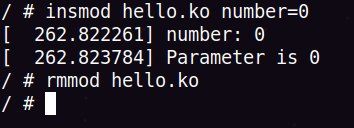 / # insmod hello.ko number=0
[  262.822261] number: 0
[  262.823784] Parameter is 0
/ # rmmod hello.ko
/ #